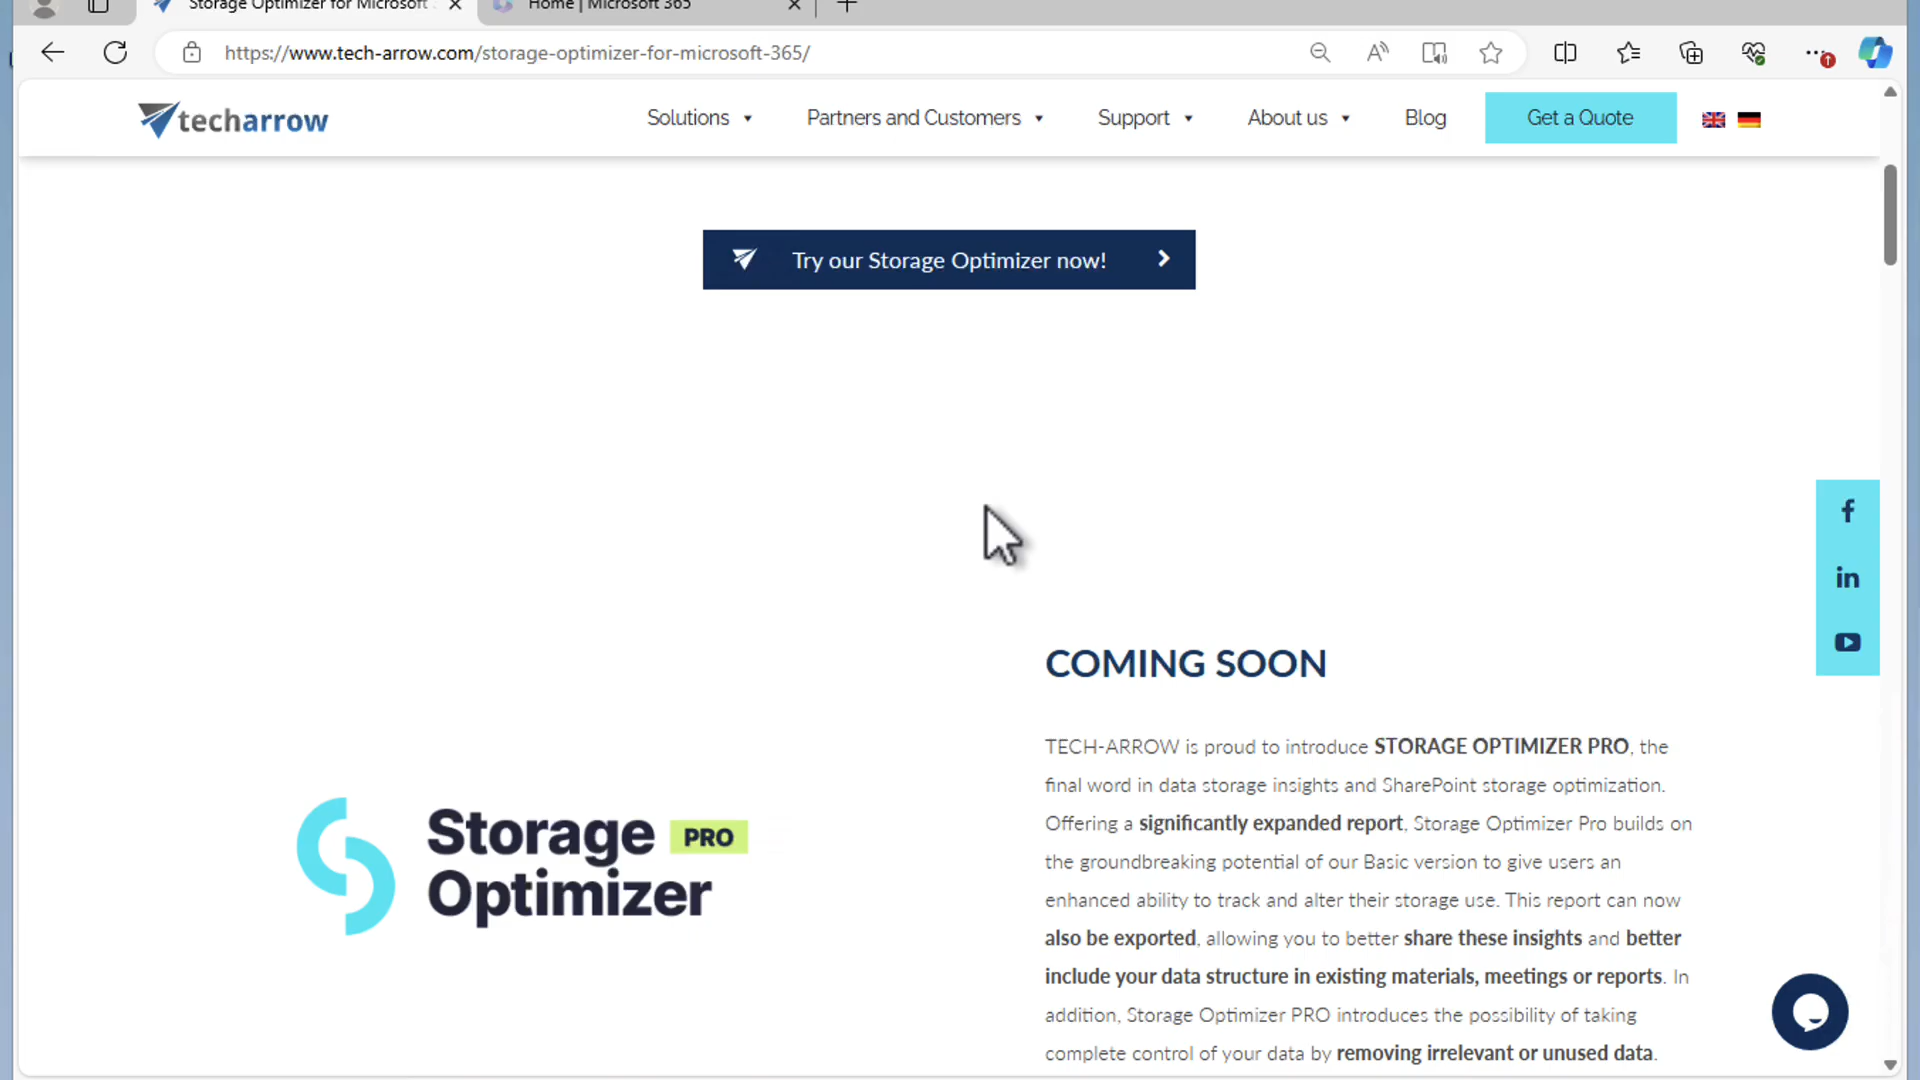 Storage Optimizer for Microsoft
Home | Microsoft 365
https://www.tech-arrow.com/storage-optimizer-for-microsoft-365/
techarrow
Solutions
Partners and Customers
Support
About us
Blog
Get a Quote
Try our Storage Optimizer now!
COMING SOON
TECH-ARROW is proud to introduce STORAGE OPTIMIZER PRO, the
final word in data storage insights and SharePoint storage optimization.
Offering a significantly expanded report, Storage Optimizer Pro builds on
the groundbreaking potential of our Basic version to give users an
enhanced ability to track and alter their storage use. This report can now
also be exported, allowing you to better share these insights and better
include your data structure in existing materials, meetings or reports. In
addition, Storage Optimizer PRO introduces the possibility of taking
complete control of your data by removing irrelevant or unused data.
Storage PRO
Optimizer